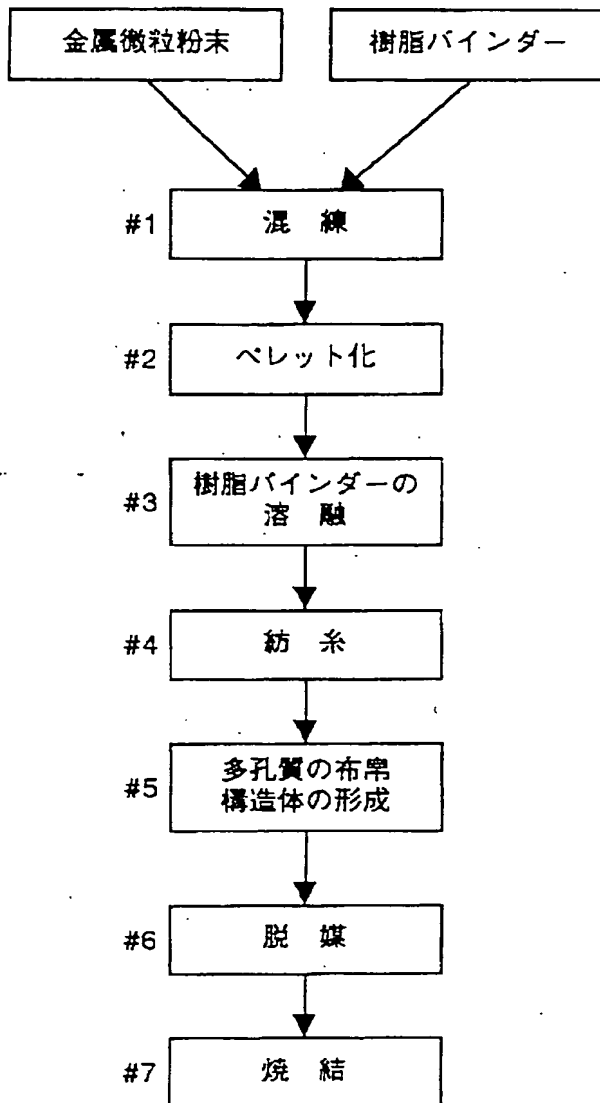 金属微粒粉末
樹脂バインダー
#1 混 練
#2 ペレット化
#3 樹脂バインダーの
溶 融
#4 紡 糸
#5 多孔質の布帛
構造体の形成
#6 脱 媒
#7 焼 結